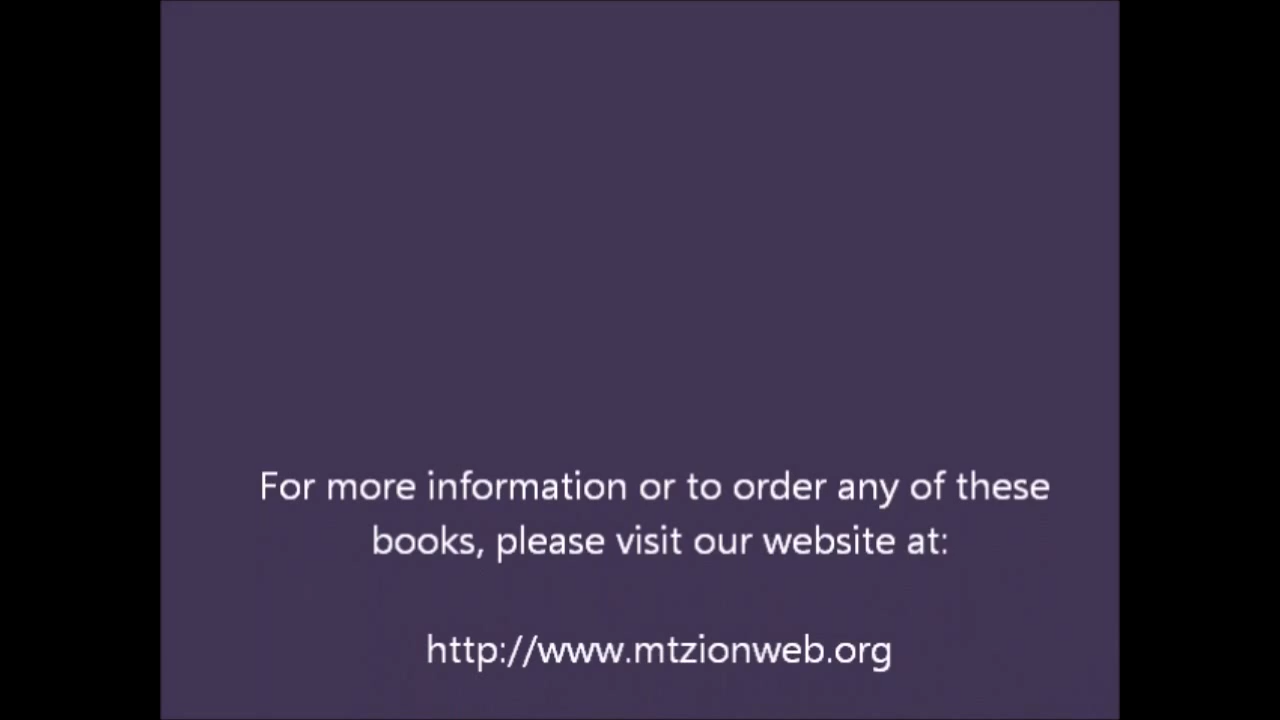 For more information or to order any of these
books, please visit our website at:
http://www.mtzionweb.org